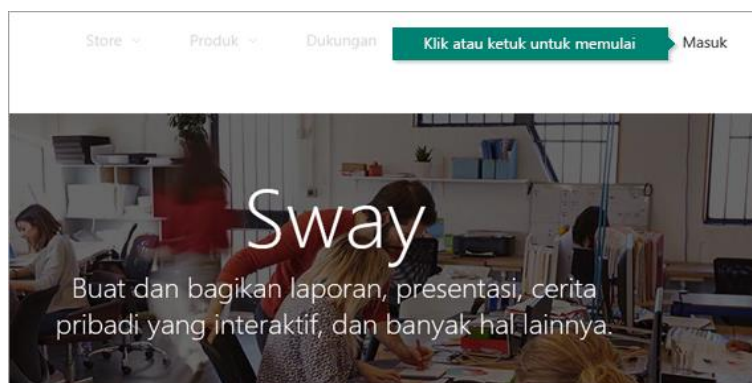 Store Produk Dukungan Klik atau ketuk untuk memulai Masuk
Sway
Buat dan bagikan laporan, presentasi, cerita
pribadi yang interaktif, dan banyak hal lainnya.